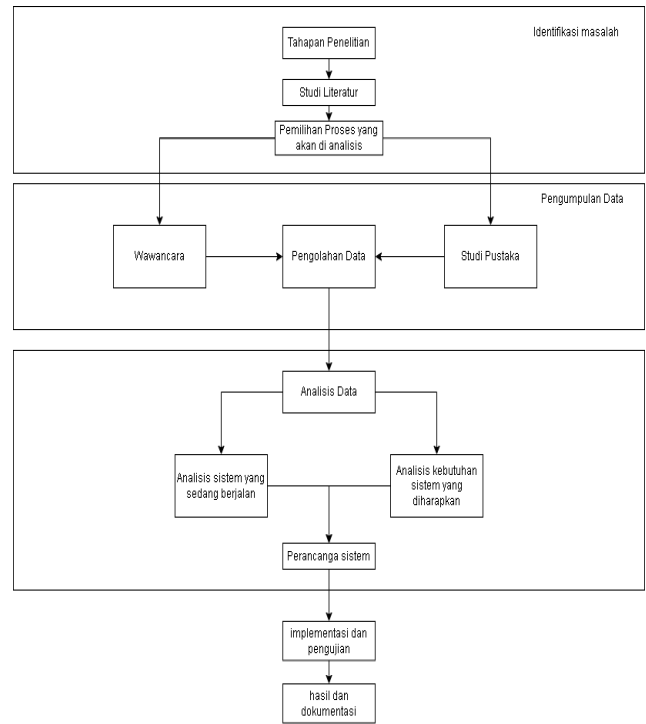 Identifikasi masalah
Tahapan Penelitian
Studi Literatur
Pemilihan Proses yang
akan di analisis
Pengumpulan Data
Wawancara
Pengolahan Data
Studi Pustaka
Analisis Data
Analisis sistem yang
sedang berjalan
Analisis kebutuhan
sistem yang
diharapkan
Perancanga sistem
implementasi dan
pengujian
hasil dan
dokumentasi